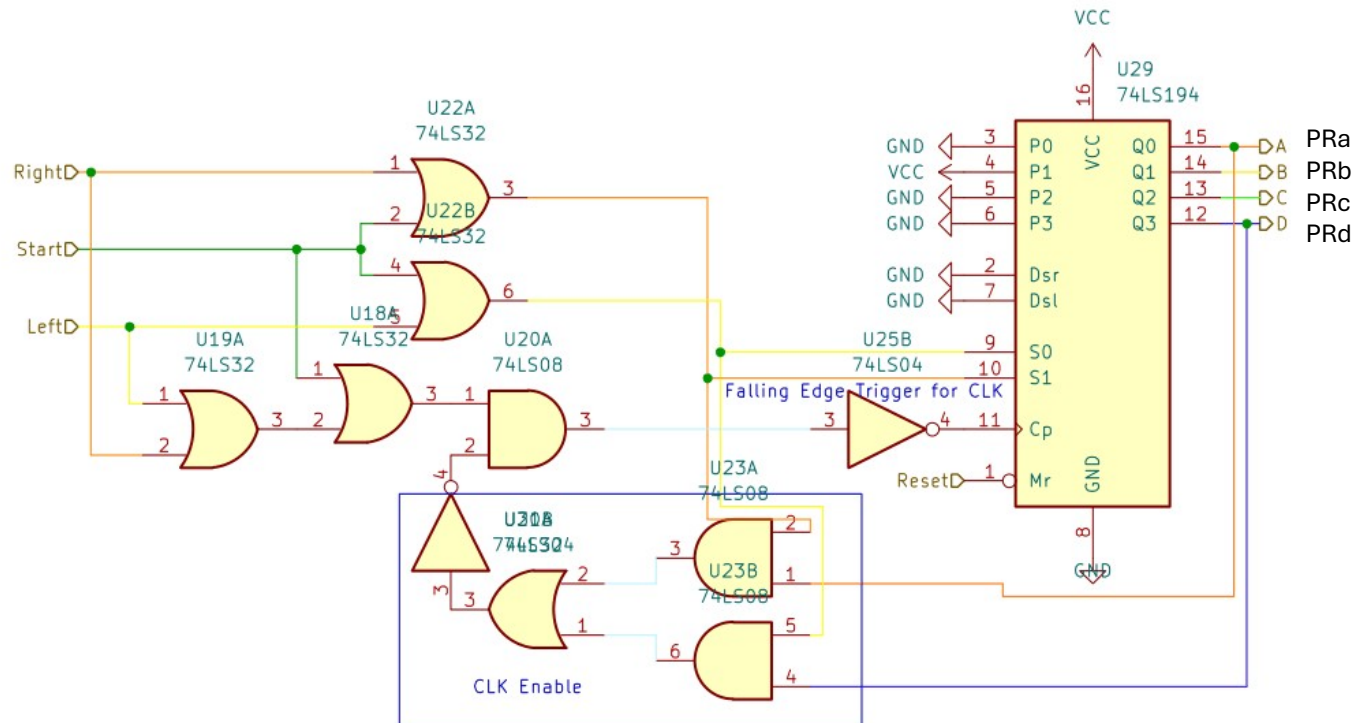 VCC
U29
74LS194
16
U22A
74LS32
Right
1
3
2
U22B
74LS32
Start
4
6
5
Left
U18A
74LS32
U19A
74LS32
U20A
74LS08
1
2
3
1
2
3
1
2
3
GND
3
P0
VCC
Q0
15
A
PRa
VCC
4
P1
Q1
14
B
PRb
GND
5
P2
Q2
13
C
PRc
GND
6
P3
Q3
12
D
PRd
GND
2
Dsr
GND
7
Dsl
U25B
74LS04
9
S0
10
S1
Falling Edge Trigger for CLK
3
4
11
Cp
Reset
1
Mr
GND
8
GND
U23A
74LS08
2
3
1
U23B
74LS08
5
6
4
4
3
3
2
1
CLK Enable